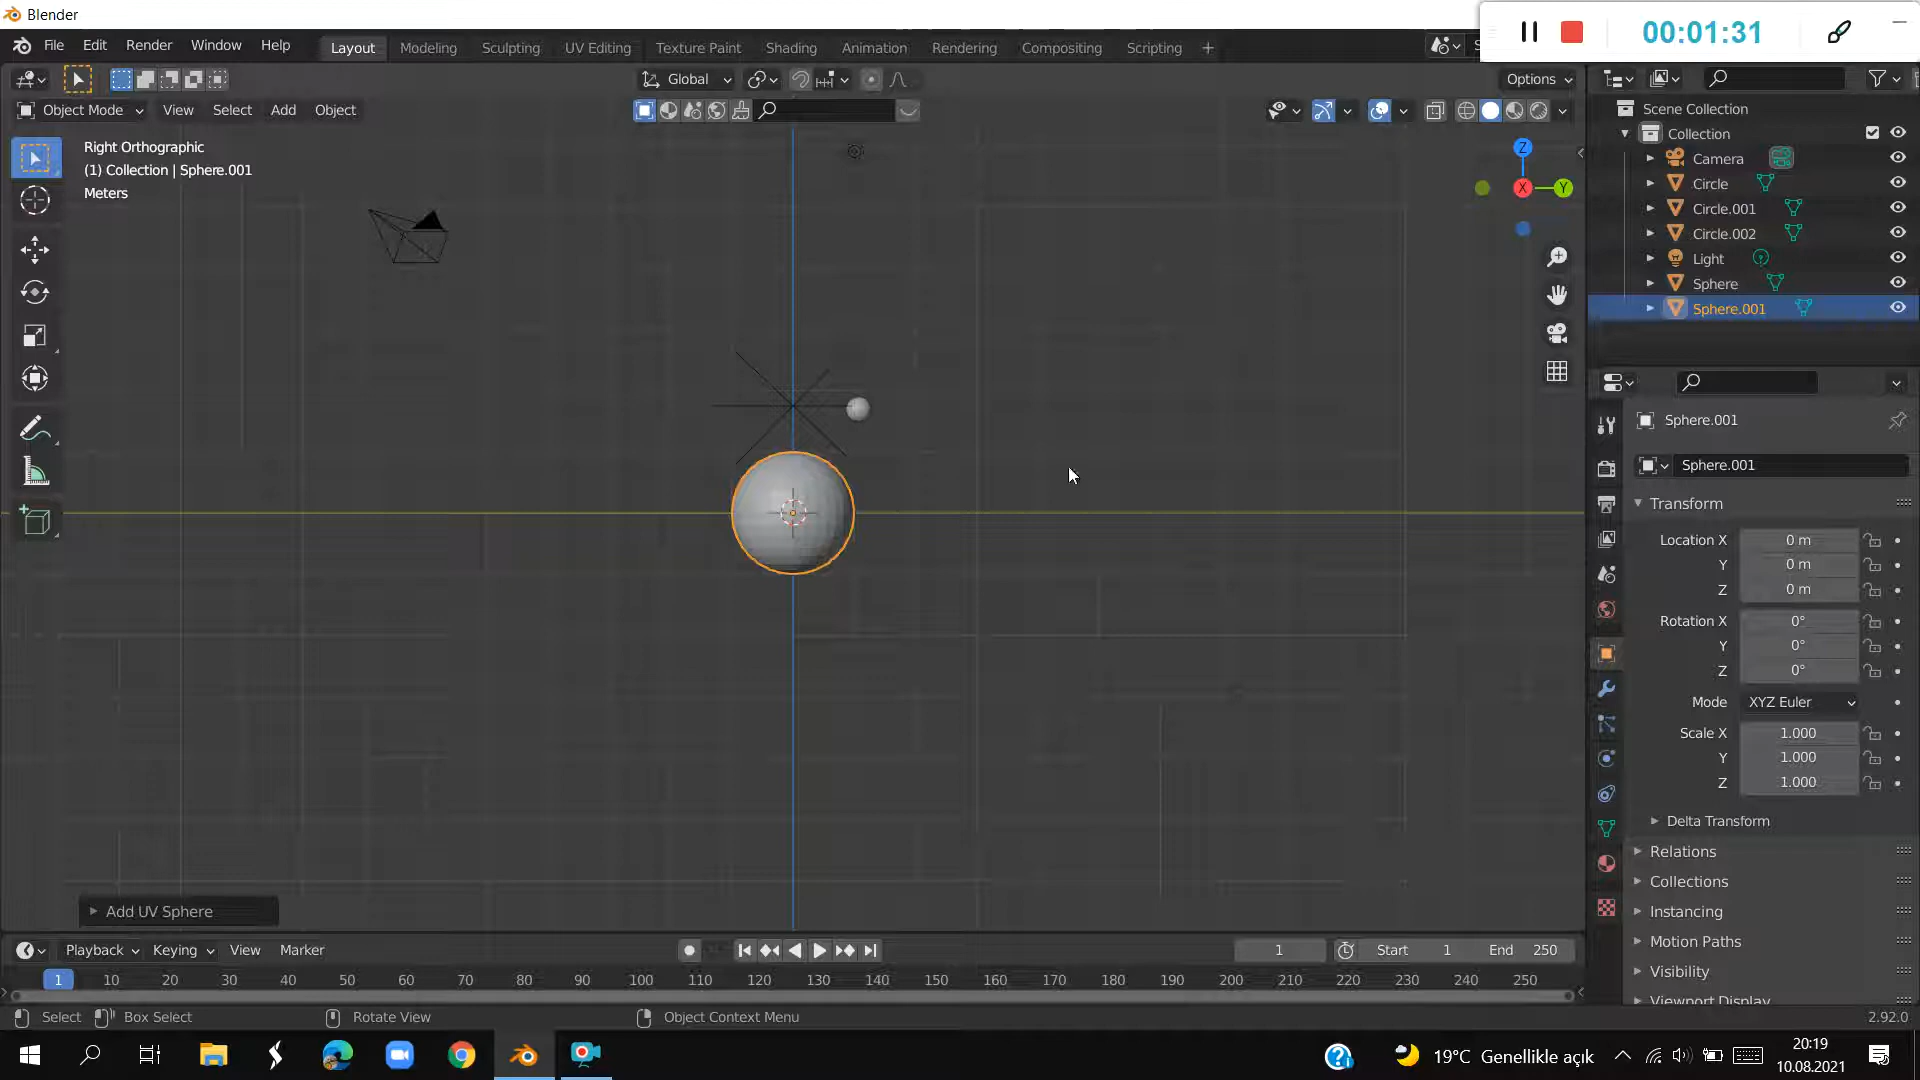 Blender
00:01:31
File Edit Render Window Help
Layout Modeling Sculpting UV Editing Texture Paint Shading Animation Rendering Compositing Scripting +
Global
Options
Object Mode View Select Add Object
Right Orthographic
(1) Collection | Sphere.001
Meters
Z
X
Y
Scene Collection
Collection
Camera
Circle
Circle.001
Circle.002
Light
Sphere
Sphere.001
Sphere.001
Sphere.001
Transform
Location X 0 m
Y 0 m
Z 0 m
Rotation X 0°
Y 0°
Z 0°
Mode XYZ Euler
Scale X 1.000
Y 1.000
Z 1.000
Delta Transform
Relations
Collections
Instancing
Motion Paths
Visibility
Viewport Display
Add UV Sphere
Playback Keying View Marker
1 Start 1 End 250
1 10 20 30 40 50 60 70 80 90 100 110 120 130 140 150 160 170 180 190 200 210 220 230 240 250
Select Box Select Rotate View Object Context Menu 2.92.0
19°C Genellikle açık
20:19
10.08.2021